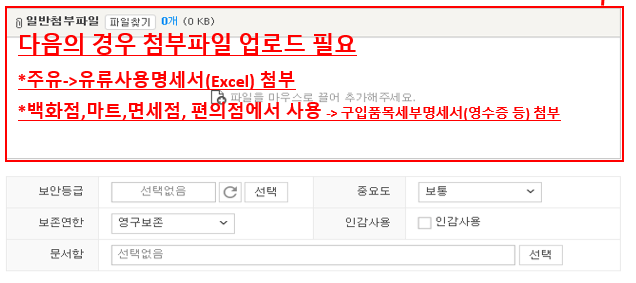 일반첨부파일 파일찾기 0개 (0 KB)
다음의 경우 첨부파일 업로드 필요
*주유->유류사용명세서(Excel) 첨부
파일을 마우스로 끌어 추가해주세요.
*백화점,마트,면세점, 편의점에서 사용 -> 구입품목세부명세서(영수증 등) 첨부
보안등급 선택없음 선택 중요도 보통
보존연한 영구보존 인감사용 인감사용
문서함 선택없음 선택